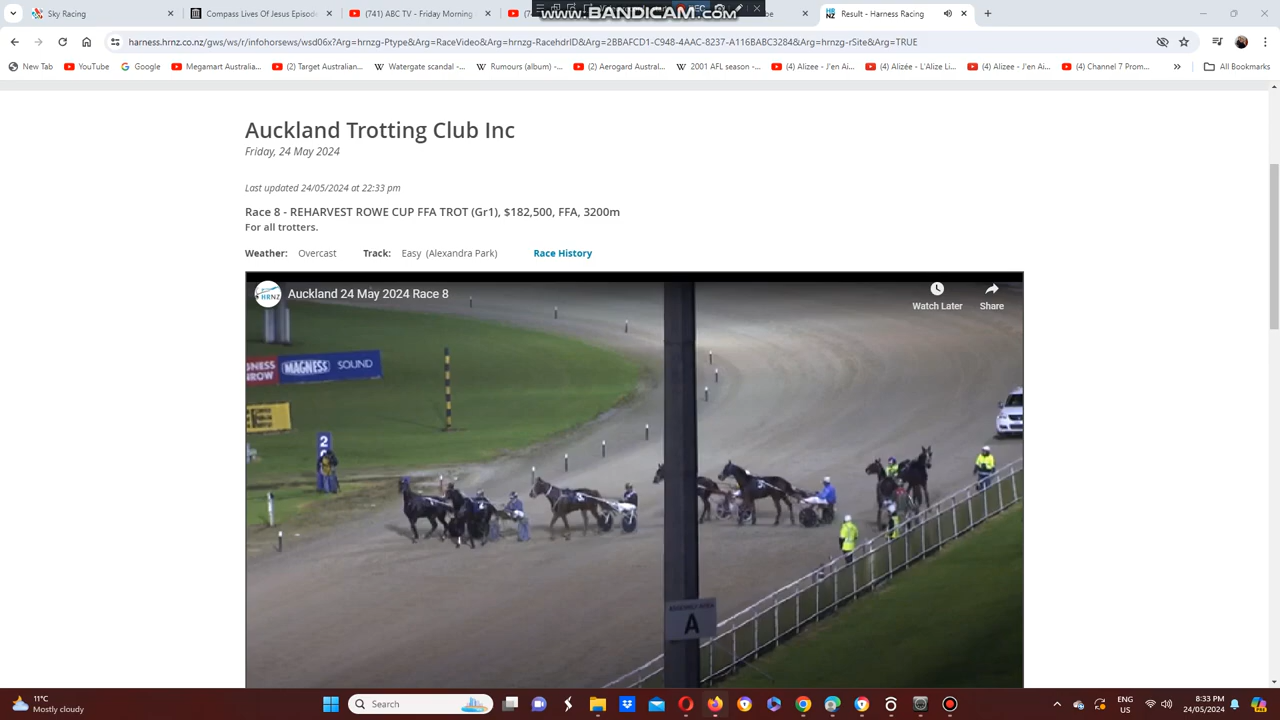 Sky Racing
Compass Lives Of Jesus Episod
(741) ABC TV - Friday Morning
(74
www.BANDICAM.com
Result - Harness Racing
harness.hrnz.co.nz/gws/ws/r/infohorsews/wsd06x?Arg=hrnzg-Ptype&Arg=RaceVideo&Arg=hrnzg-RacehdrID&Arg=2BBAFCD1-C948-4AAC-8237-A116BABC3284&Arg=hrnzg-rSite&Arg=TRUE
New Tab
YouTube
Google
Megamart Australia...
(2) Target Australian...
Watergate scandal -...
Rumours (album) -...
(2) Aerogard Austral...
2001 AFL season -...
(4) Alizee - J'en Ai...
(4) Alizée - L'Alize Li...
(4) Alizee - J'en Ai...
(4) Channel 7 Prom...
All Bookmarks
Auckland Trotting Club Inc
Friday, 24 May 2024
Last updated 24/05/2024 at 22:33 pm
Race 8 - REHARVEST ROWE CUP FFA TROT (Gr1), $182,500, FFA, 3200m
For all trotters.
Weather: Overcast Track: Easy (Alexandra Park) Race History
HRNZ
Auckland 24 May 2024 Race 8
Watch Later
Share
MAGNESS SOUND
2
ASSEMBLY AREA
A
11°C
Mostly cloudy
Search
ENG
US
8:33 PM
24/05/2024